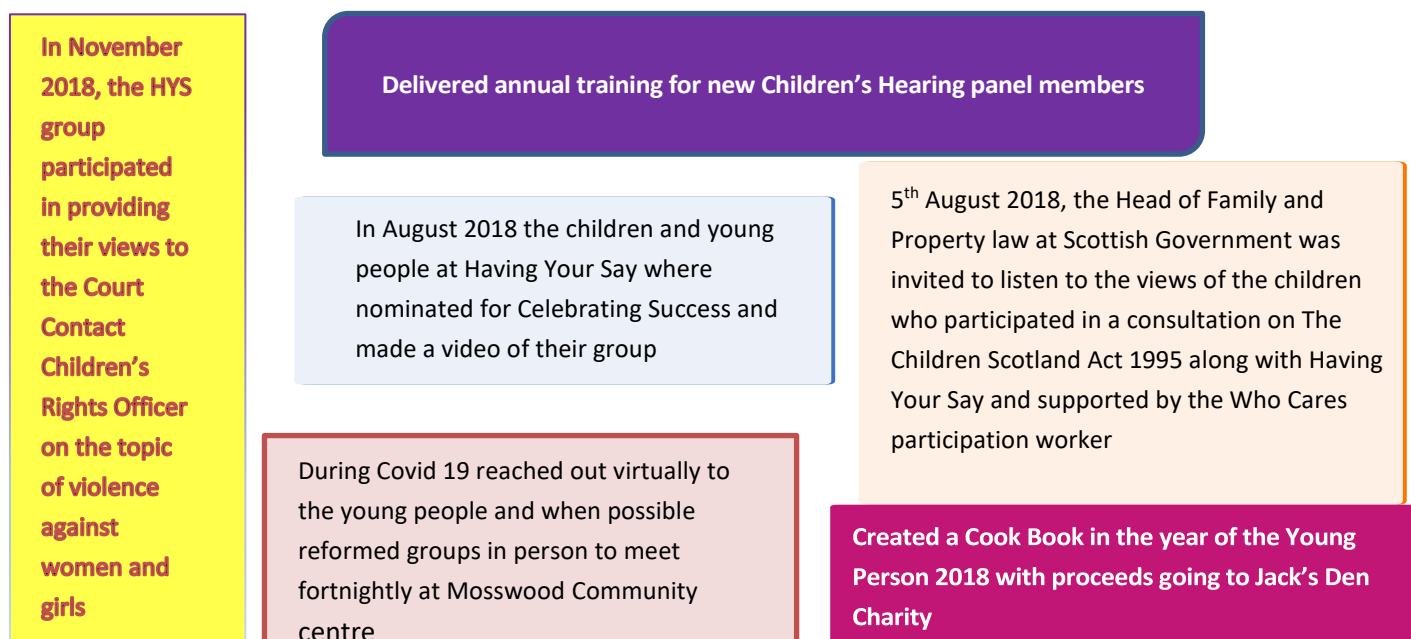 In November
2018, the HYS
group
participated
in providing
their views to
the Court
Contact
Children’s
Rights Officer
on the topic
of violence
against
women and
girls
Delivered annual training for new Children’s Hearing panel members
In August 2018 the children and young
people at Having Your Say where
nominated for Celebrating Success and
made a video of their group
5th August 2018, the Head of Family and
Property law at Scottish Government was
invited to listen to the views of the children
who participated in a consultation on The
Children Scotland Act 1995 along with Having
Your Say and supported by the Who Cares
participation worker
During Covid 19 reached out virtually to
the young people and when possible
reformed groups in person to meet
fortnightly at Mosswood Community
centre
Created a Cook Book in the year of the Young
Person 2018 with proceeds going to Jack’s Den
Charity